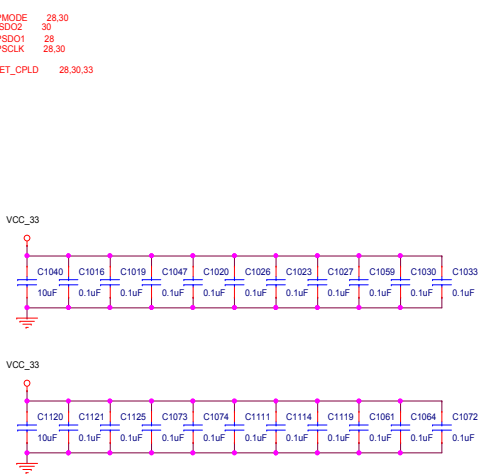 PMODE 28,30
SDO2 30
PSDO1 28
PSCLK 28,30
ET_CPLD 28,30,33
VCC_33
C1040 C1016 C1019 C1047 C1020 C1026 C1023 C1027 C1059 C1030 C1033
10uF 0.1uF 0.1uF 0.1uF 0.1uF 0.1uF 0.1uF 0.1uF 0.1uF 0.1uF 0.1uF
VCC_33
C1120 C1121 C1125 C1073 C1074 C1111 C1114 C1119 C1061 C1064 C1072
10uF 0.1uF 0.1uF 0.1uF 0.1uF 0.1uF 0.1uF 0.1uF 0.1uF 0.1uF 0.1uF